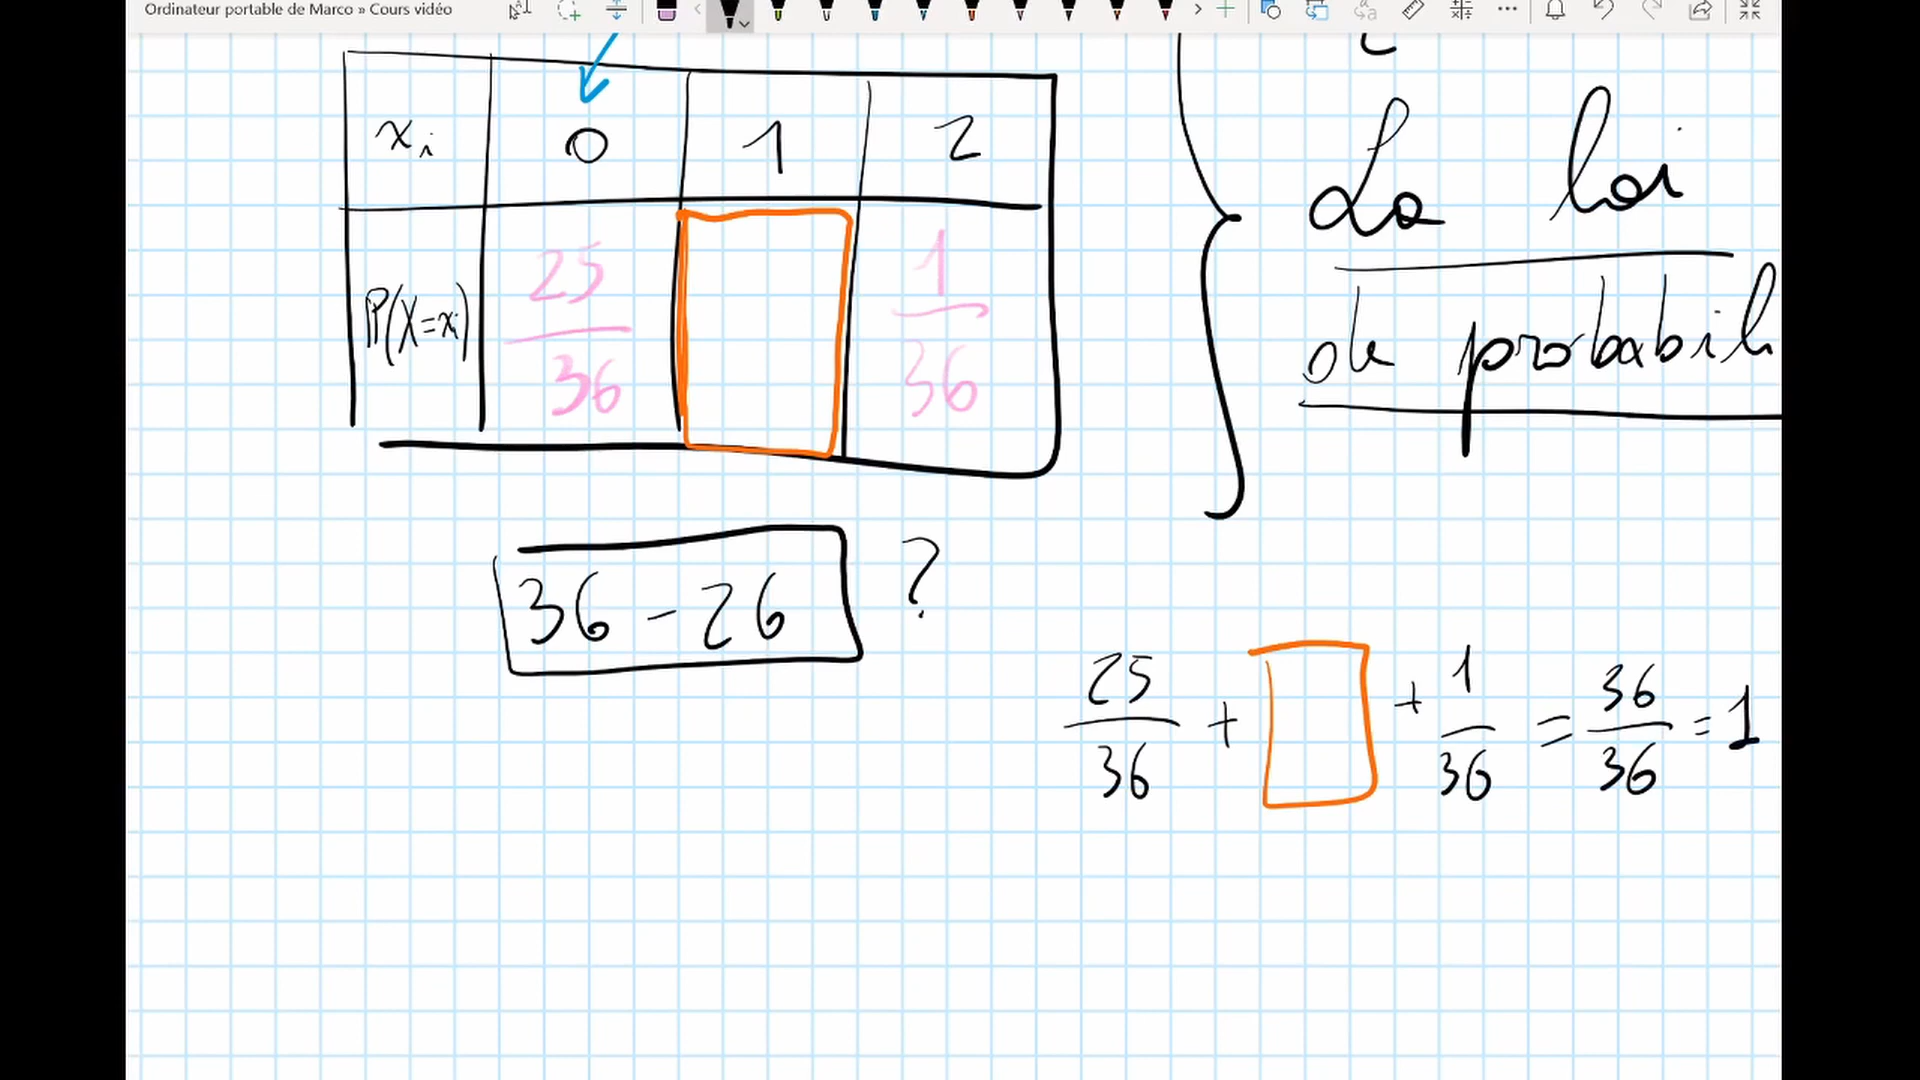 Ordinateur portable de Marco » Cours vidéo
xi 0 1 2
P(X=xi) 25/36 1/36
La loi
de probabili
36 - 26 ?
25/36 + + 1/36 = 36/36 = 1